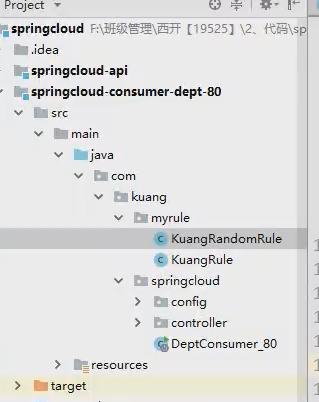 Project
springcloud F:\班级管理\西开【19525】\2、代码\sp
.idea
springcloud-api
springcloud-consumer-dept-80
src
main
java
com
kuang
myrule
KuangRandomRule
KuangRule
springcloud
config
controller
DeptConsumer_80
resources
target